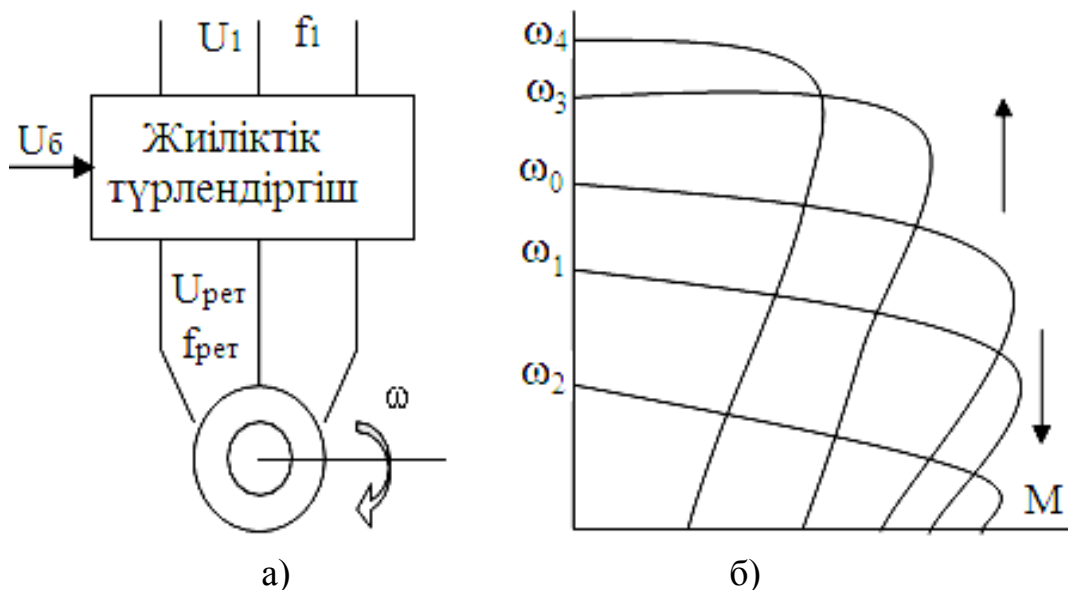 U1 f1
Uб
Жиіліктік
түрлендіргіш
Uрет
fрет
ω
а)
ω4
ω3
ω0
ω1
ω2
М
б)